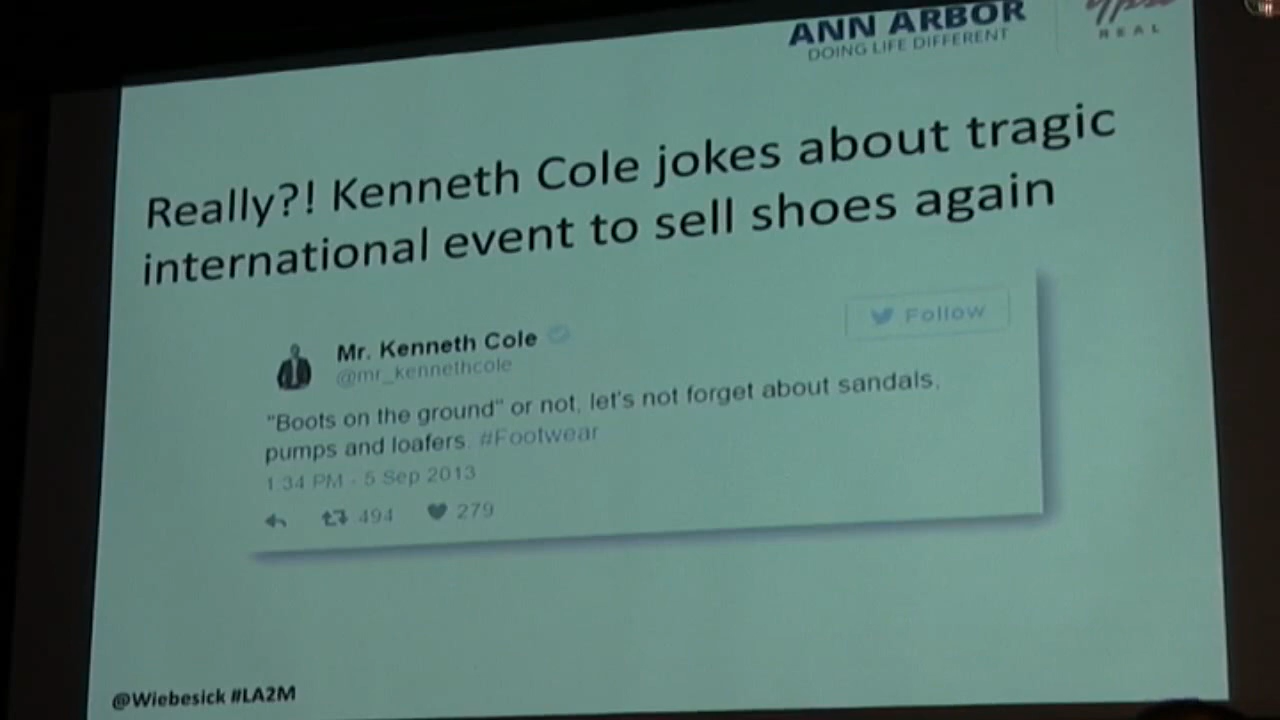 ANN ARBOR
DOING LIFE DIFFERENT
REAL
Really?! Kenneth Cole jokes about tragic
international event to sell shoes again
Mr. Kenneth Cole
@mr_kennethcole
Follow
"Boots on the ground" or not, let's not forget about sandals,
pumps and loafers. #Footwear
1:34 PM - 5 Sep 2013
494 279
@Wiebesick #LA2M